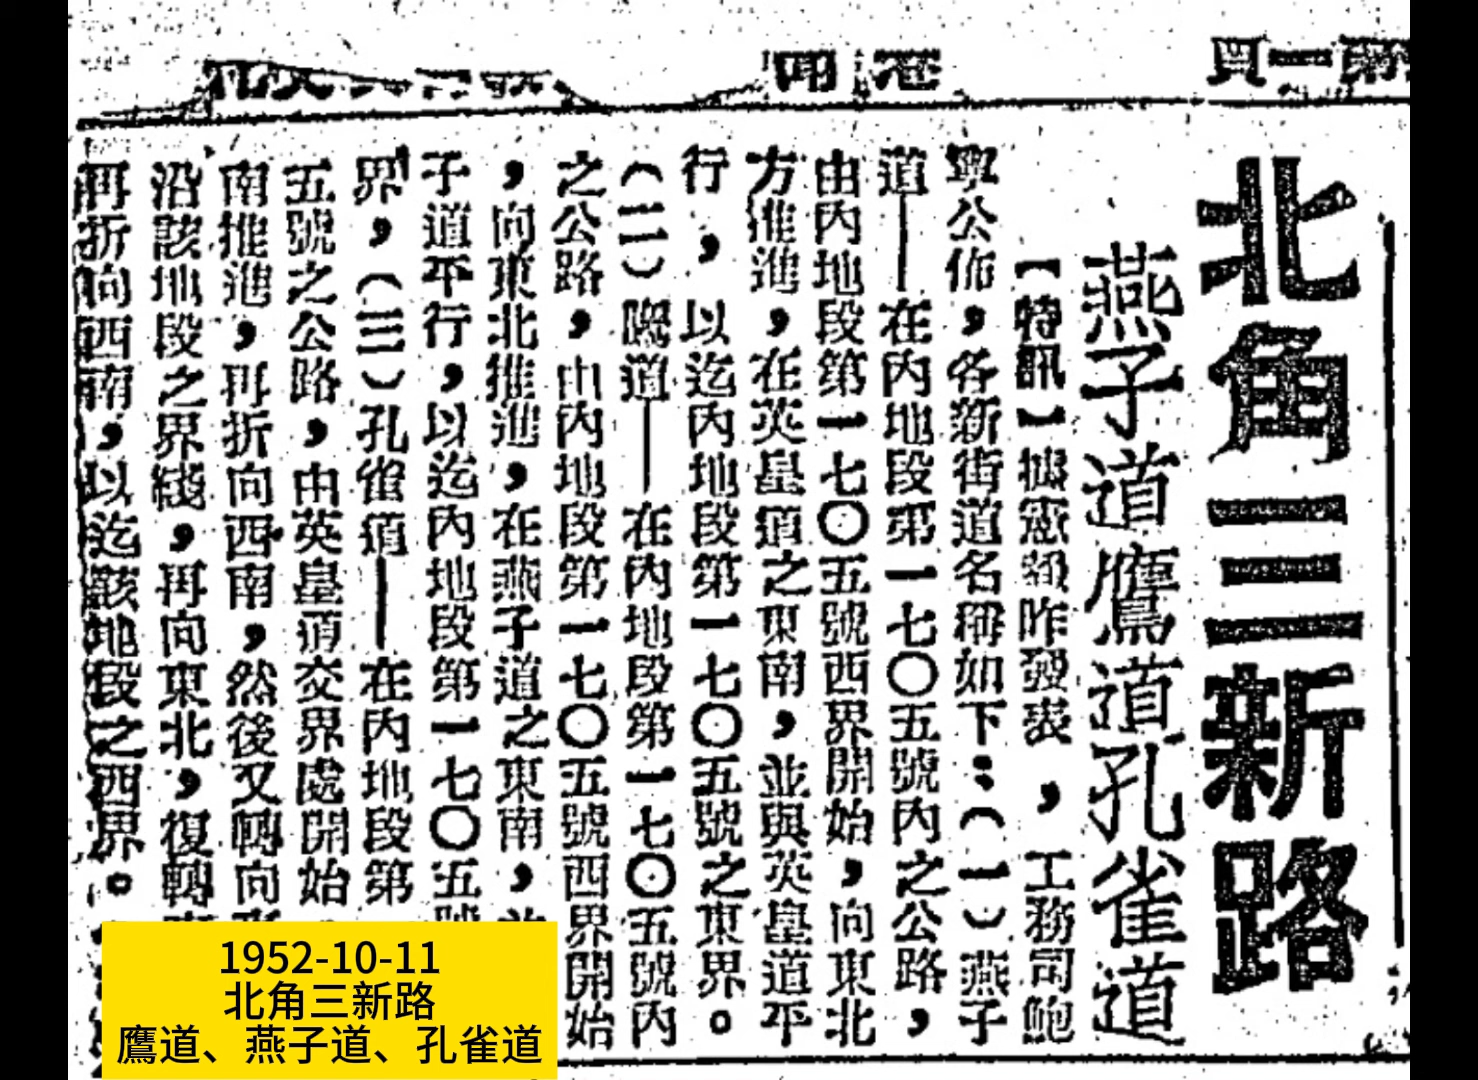 第一頁
港聞
北角三新路
燕子道鷹道孔雀道
【特訊】據憲報昨發表，工務司鮑
寧公佈，各新街道名稱如下：（一）燕子
道——在內地段第一七〇五號內之公路，
由內地段第一七〇五號西界開始，向東北
方推進，在英皇道之東南，並與英皇道平
行，以迄內地段第一七〇五號之東界。
（二）鷹道——在內地段第一七〇五號內
之公路，由內地段第一七〇五號西界開始
，向東北推進，在燕子道之東南，並
子道平行，以迄內地段第一七〇五號
界，（三）孔雀道——在內地段第
五號之公路，由英皇道交界處開始，
南推進，再折向西南，然後又轉向東
沿該地段之界綫，再向東北，復轉
再折向西南，以迄該地段之西界。
1952-10-11
北角三新路
鷹道、燕子道、孔雀道